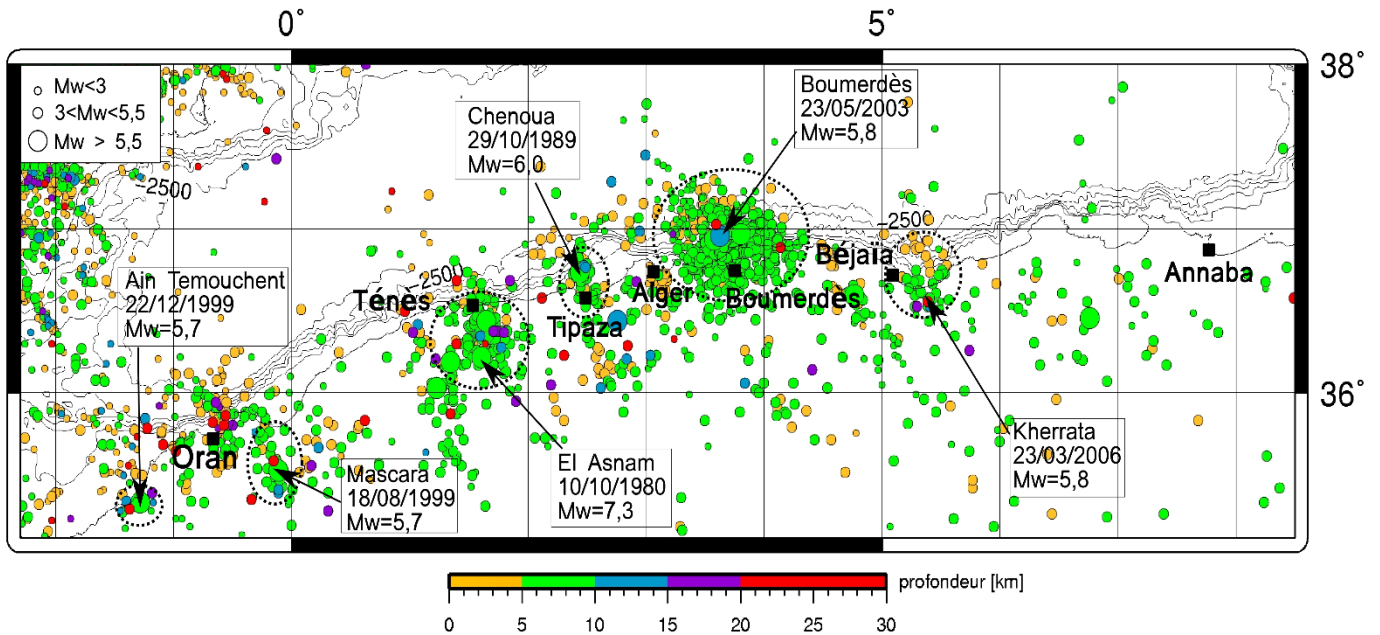 0° 5°
38°
36°
Mw<3
3<Mw<5,5
Mw > 5,5
Boumerdès
23/05/2003
Mw=5,8
Chenoua
29/10/1989
Mw=6,0
-2500
-2500
-2500
Ain Temouchent
22/12/1999
Mw=5,7
Ténes
Tipaza
Alger
Boumerdès
Béjaia
Annaba
Oran
Mascara
18/08/1999
Mw=5,7
El Asnam
10/10/1980
Mw=7,3
Kherrata
23/03/2006
Mw=5,8
profondeur [km]
0 5 10 15 20 25 30